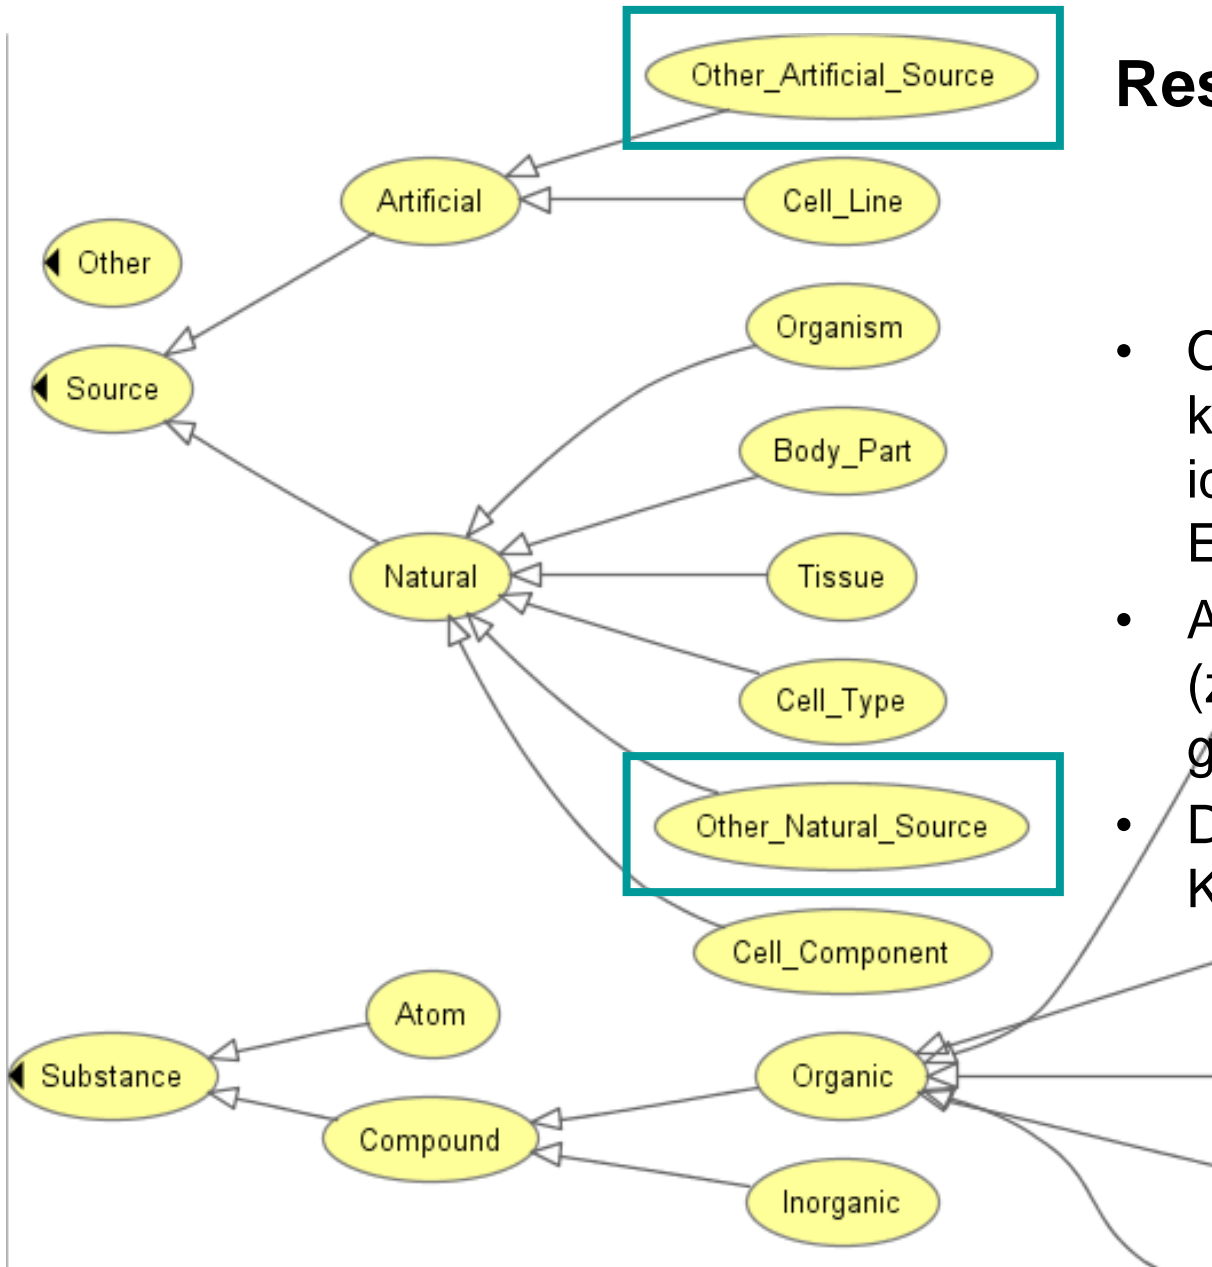 Other_Artificial_Source
Artificial
Cell_Line
Other
Organism
Source
Body_Part
Natural
Tissue
Cell_Type
Other_Natural_Source
Cell_Component
Atom
Substance
Organic
Compound
Inorganic
Res
•
k
E
• A
(z
g
• D
K